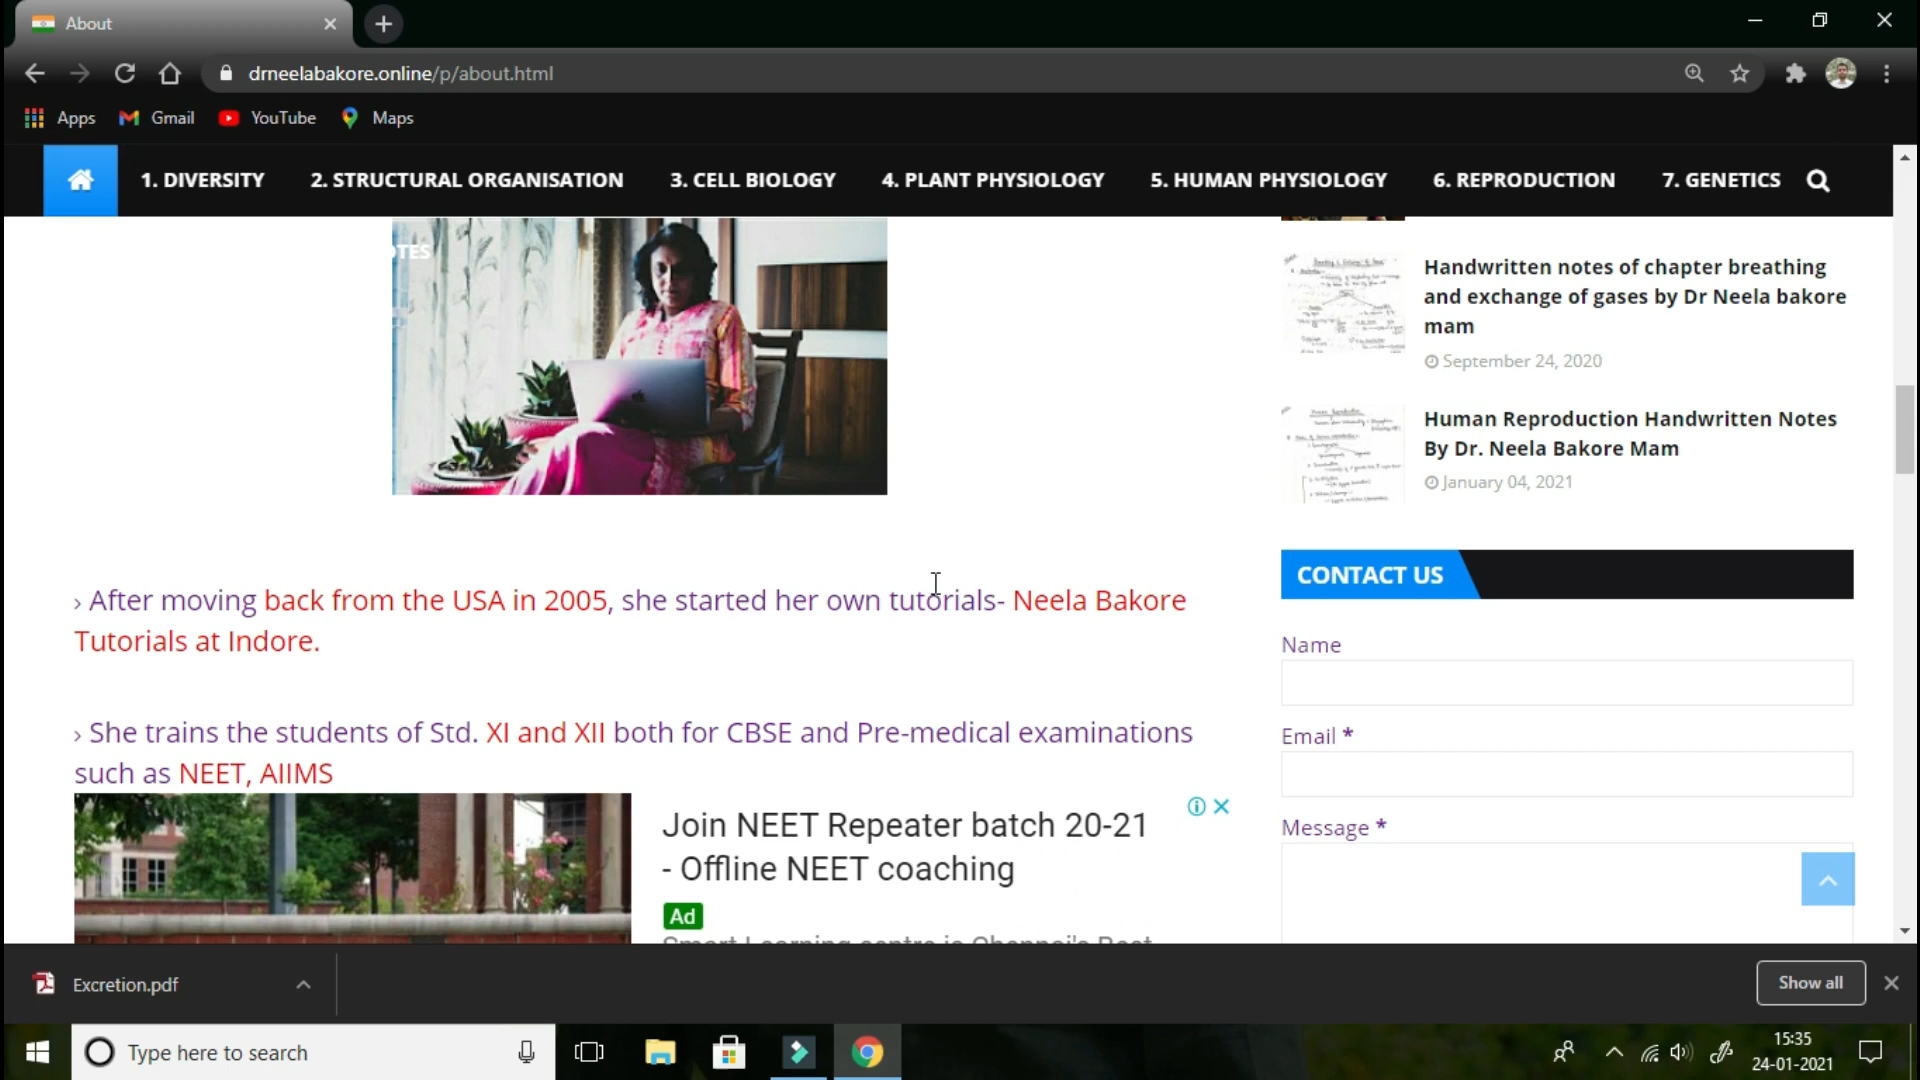 About
drneelabakore.online/p/about.html
Apps Gmail YouTube Maps
1. DIVERSITY 2. STRUCTURAL ORGANISATION 3. CELL BIOLOGY 4. PLANT PHYSIOLOGY 5. HUMAN PHYSIOLOGY 6. REPRODUCTION 7. GENETICS
› After moving back from the USA in 2005, she started her own tutorials- Neela Bakore
Tutorials at Indore.
› She trains the students of Std. XI and XII both for CBSE and Pre-medical examinations
such as NEET, AIIMS
Join NEET Repeater batch 20-21
- Offline NEET coaching
Ad
Handwritten notes of chapter breathing
and exchange of gases by Dr Neela bakore
mam
September 24, 2020
Human Reproduction Handwritten Notes
By Dr. Neela Bakore Mam
January 04, 2021
CONTACT US
Name
Email *
Message *
Excretion.pdf
Show all
Type here to search
15:35
24-01-2021